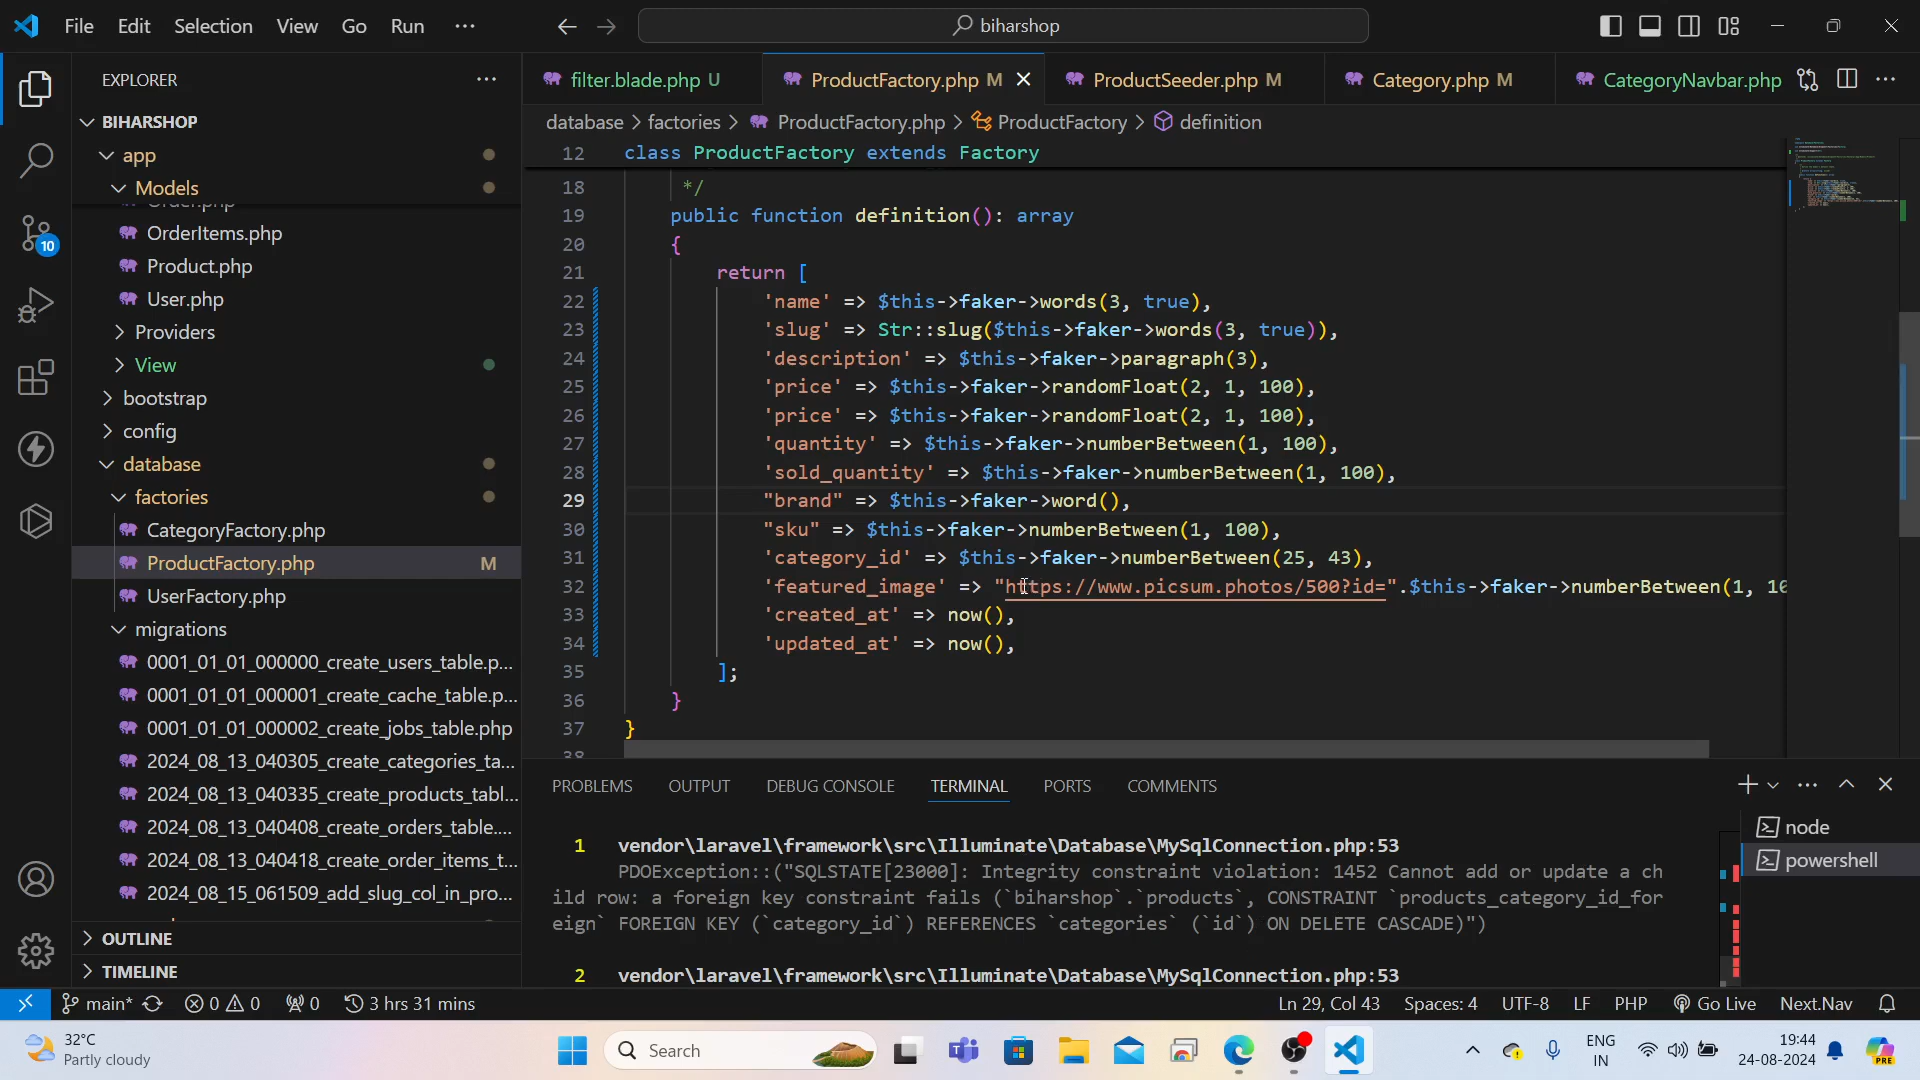 File Edit Selection View Go Run ···
biharshop
EXPLORER
BIHARSHOP
app
Models
Order.php
OrderItems.php
Product.php
User.php
Providers
View
bootstrap
config
database
factories
CategoryFactory.php
ProductFactory.php M
UserFactory.php
migrations
0001_01_01_000000_create_users_table.p...
0001_01_01_000001_create_cache_table.p...
0001_01_01_000002_create_jobs_table.php
2024_08_13_040305_create_categories_ta...
2024_08_13_040335_create_products_tabl...
2024_08_13_040408_create_orders_table....
2024_08_13_040418_create_order_items_t...
2024_08_15_061509_add_slug_col_in_pro...
OUTLINE
TIMELINE
10
filter.blade.php U
ProductFactory.php M
ProductSeeder.php M
Category.php M
CategoryNavbar.php
database > factories > ProductFactory.php > ProductFactory > definition
12 class ProductFactory extends Factory
18 */
19 public function definition(): array
20 {
21 return [
22 'name' => $this->faker->words(3, true),
23 'slug' => Str::slug($this->faker->words(3, true)),
24 'description' => $this->faker->paragraph(3),
25 'price' => $this->faker->randomFloat(2, 1, 100),
26 'price' => $this->faker->randomFloat(2, 1, 100),
27 'quantity' => $this->faker->numberBetween(1, 100),
28 'sold_quantity' => $this->faker->numberBetween(1, 100),
29 "brand" => $this->faker->word(),
30 "sku" => $this->faker->numberBetween(1, 100),
31 'category_id' => $this->faker->numberBetween(25, 43),
32 'featured_image' => "https://www.picsum.photos/500?id=".$this->faker->numberBetween(1, 10
33 'created_at' => now(),
34 'updated_at' => now(),
35 ];
36 }
37 }
38
PROBLEMS OUTPUT DEBUG CONSOLE TERMINAL PORTS COMMENTS
1 vendor\laravel\framework\src\Illuminate\Database\MySqlConnection.php:53
PDOException::("SQLSTATE[23000]: Integrity constraint violation: 1452 Cannot add or update a ch
ild row: a foreign key constraint fails (`biharshop`.`products`, CONSTRAINT `products_category_id_for
eign` FOREIGN KEY (`category_id`) REFERENCES `categories` (`id`) ON DELETE CASCADE)")
2 vendor\laravel\framework\src\Illuminate\Database\MySqlConnection.php:53
node
powershell
main* 0 0 0 3 hrs 31 mins
Ln 29, Col 43 Spaces: 4 UTF-8 LF PHP Go Live Next.Nav
32°C
Partly cloudy
Search
ENG
IN
19:44
24-08-2024
PRE